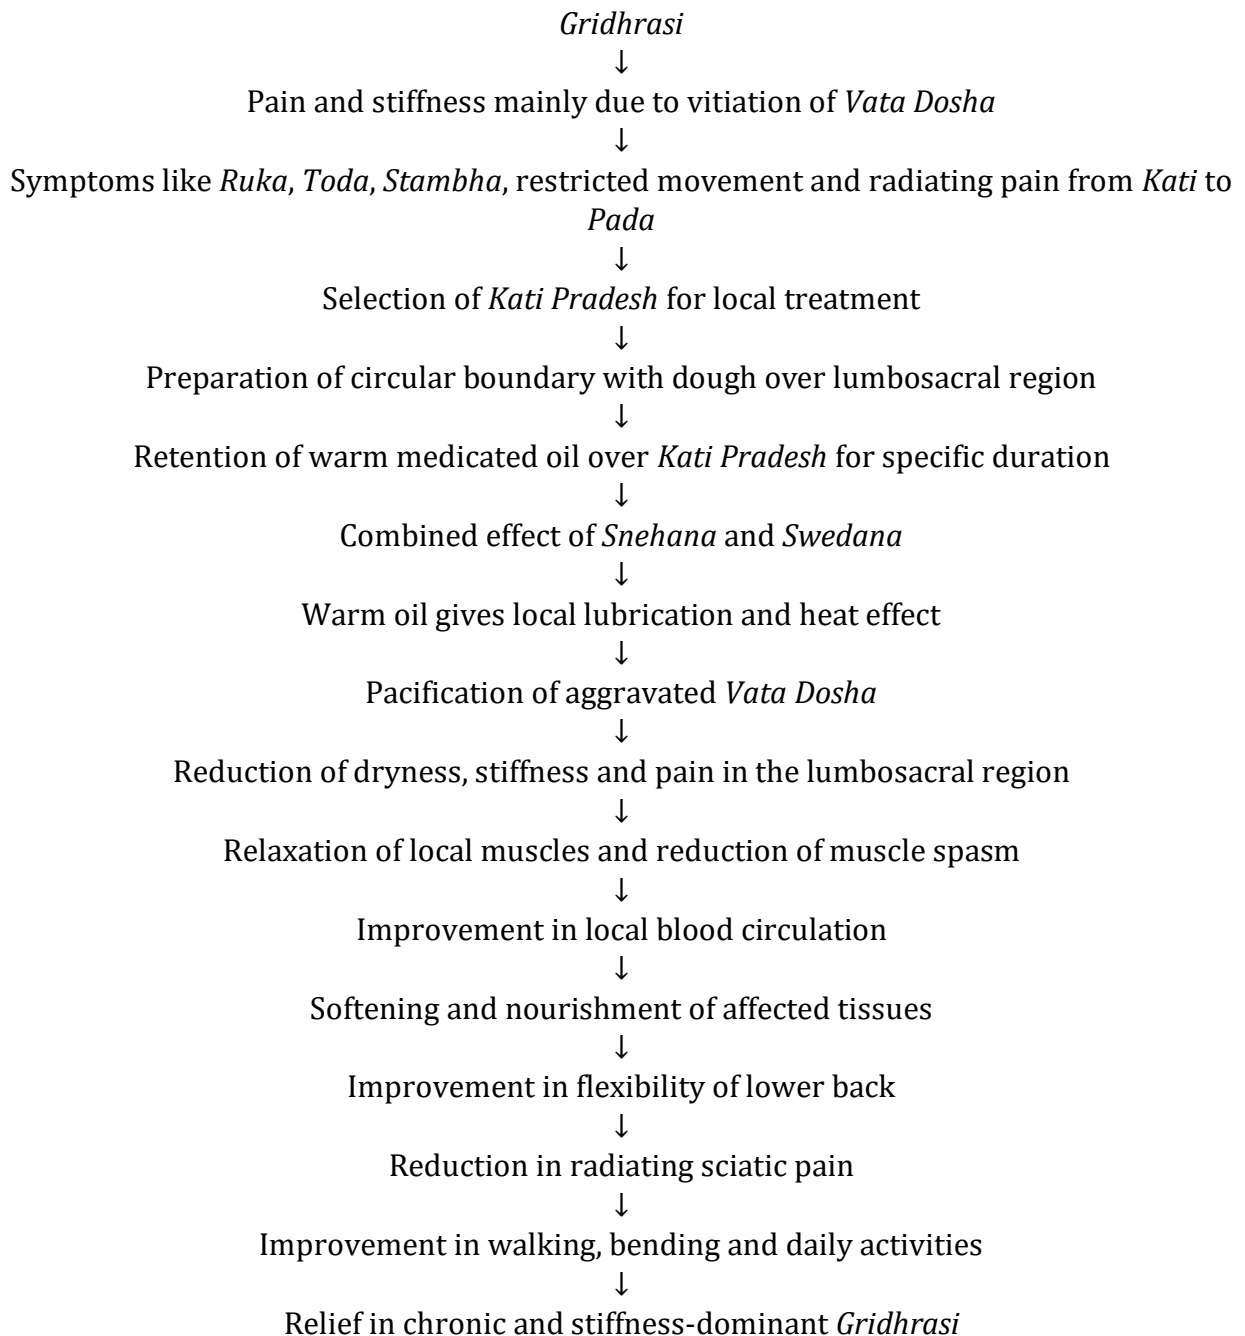 Gridhrasi
↓
Pain and stiffness mainly due to vitiation of Vata Dosha
↓
Symptoms like Ruka, Toda, Stambha, restricted movement and radiating pain from Kati to
Pada
↓
Selection of Kati Pradesh for local treatment
↓
Preparation of circular boundary with dough over lumbosacral region
↓
Retention of warm medicated oil over Kati Pradesh for specific duration
↓
Combined effect of Snehana and Swedana
↓
Warm oil gives local lubrication and heat effect
↓
Pacification of aggravated Vata Dosha
↓
Reduction of dryness, stiffness and pain in the lumbosacral region
↓
Relaxation of local muscles and reduction of muscle spasm
↓
Improvement in local blood circulation
↓
Softening and nourishment of affected tissues
↓
Improvement in flexibility of lower back
↓
Reduction in radiating sciatic pain
↓
Improvement in walking, bending and daily activities
↓
Relief in chronic and stiffness-dominant Gridhrasi